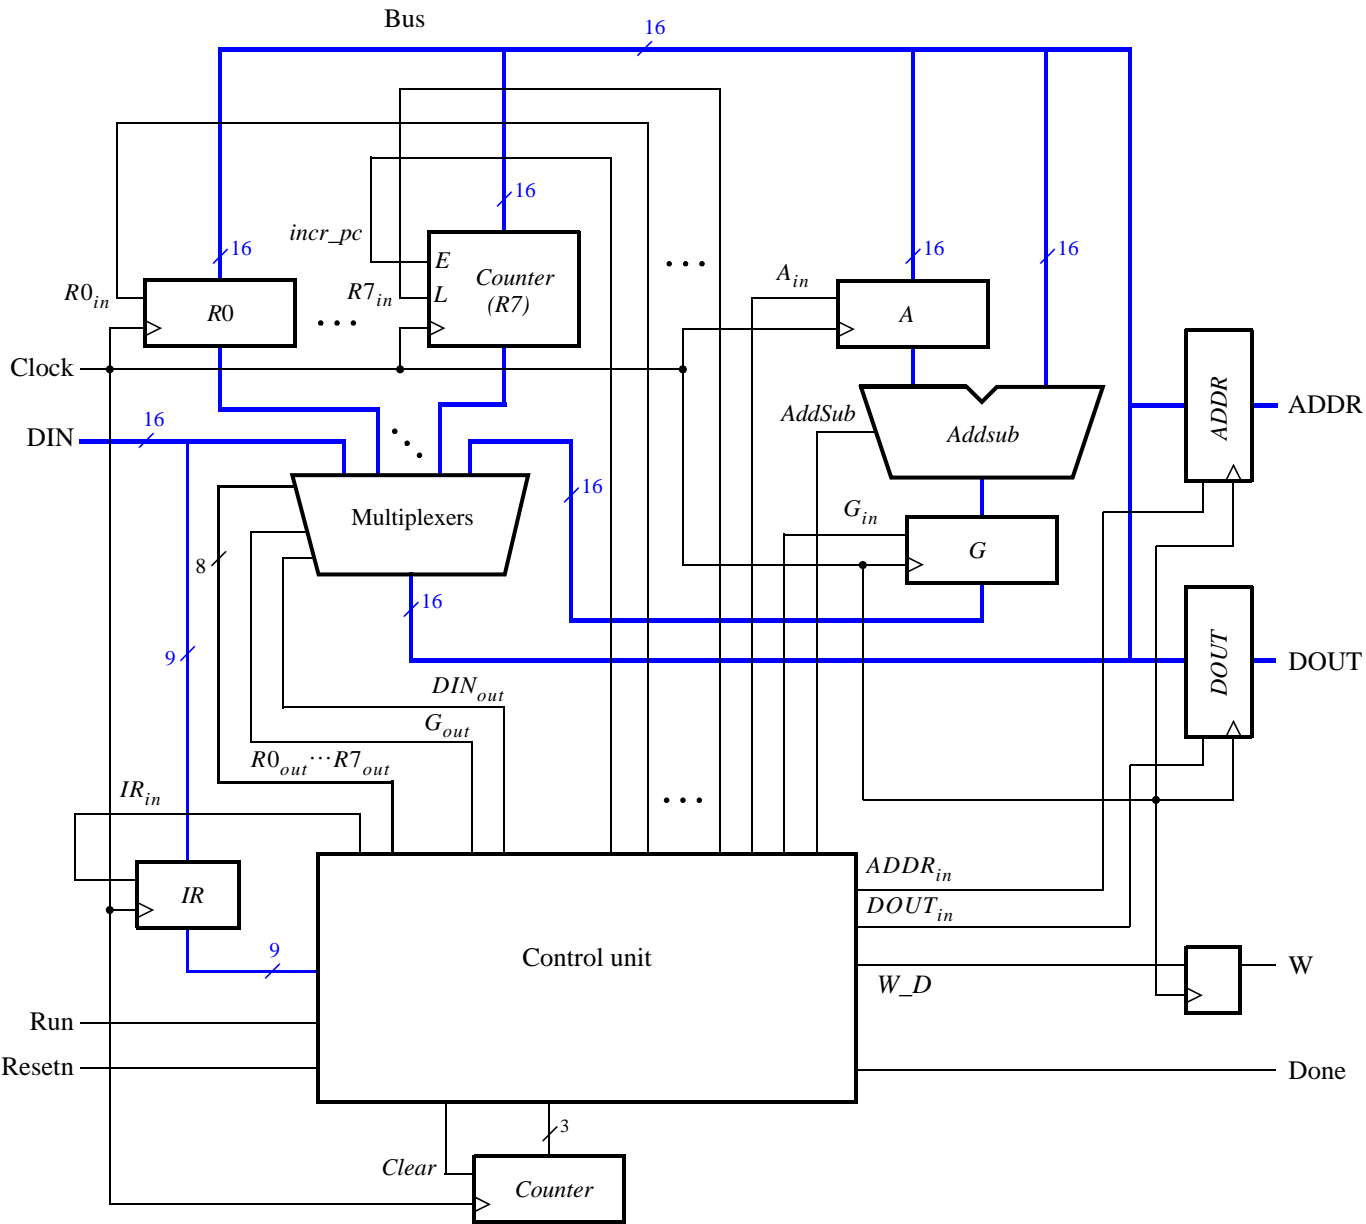 Bus
16
16
incr_pc
E
Counter
(R7)
16
R0in
R0
R7in
L
Ain
16
16
A
Clock
ADDR
ADDR
AddSub
Addsub
DIN
16
Multiplexers
16
Gin
G
8
16
9
DOUT
DOUT
DINout
Gout
R0out⋯R7out
IRin
IR
ADDRin
DOUTin
9
Control unit
W_D
W
Run
Resetn
Done
3
Clear
Counter